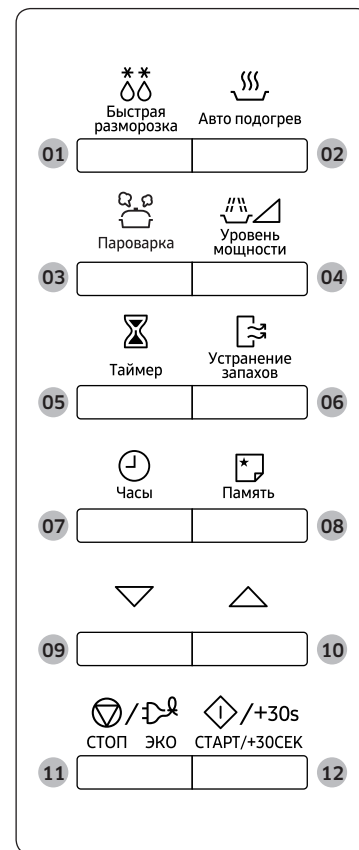 Быстрая
разморозка
Авто подогрев
01
02
Пароварка
Уровень
мощности
03
04
Таймер
Устранение
запахов
05
06
Часы
Память
07
08
09
10
/ /+30s
СТОП ЭКО СТАРТ/+30СЕК
11
12